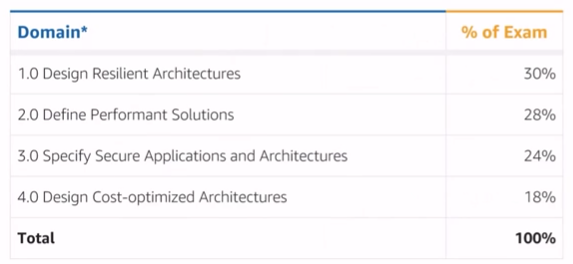 Domain* % of Exam
1.0 Design Resilient Architectures 30%
2.0 Define Performant Solutions 28%
3.0 Specify Secure Applications and Architectures 24%
4.0 Design Cost-optimized Architectures 18%
Total 100%